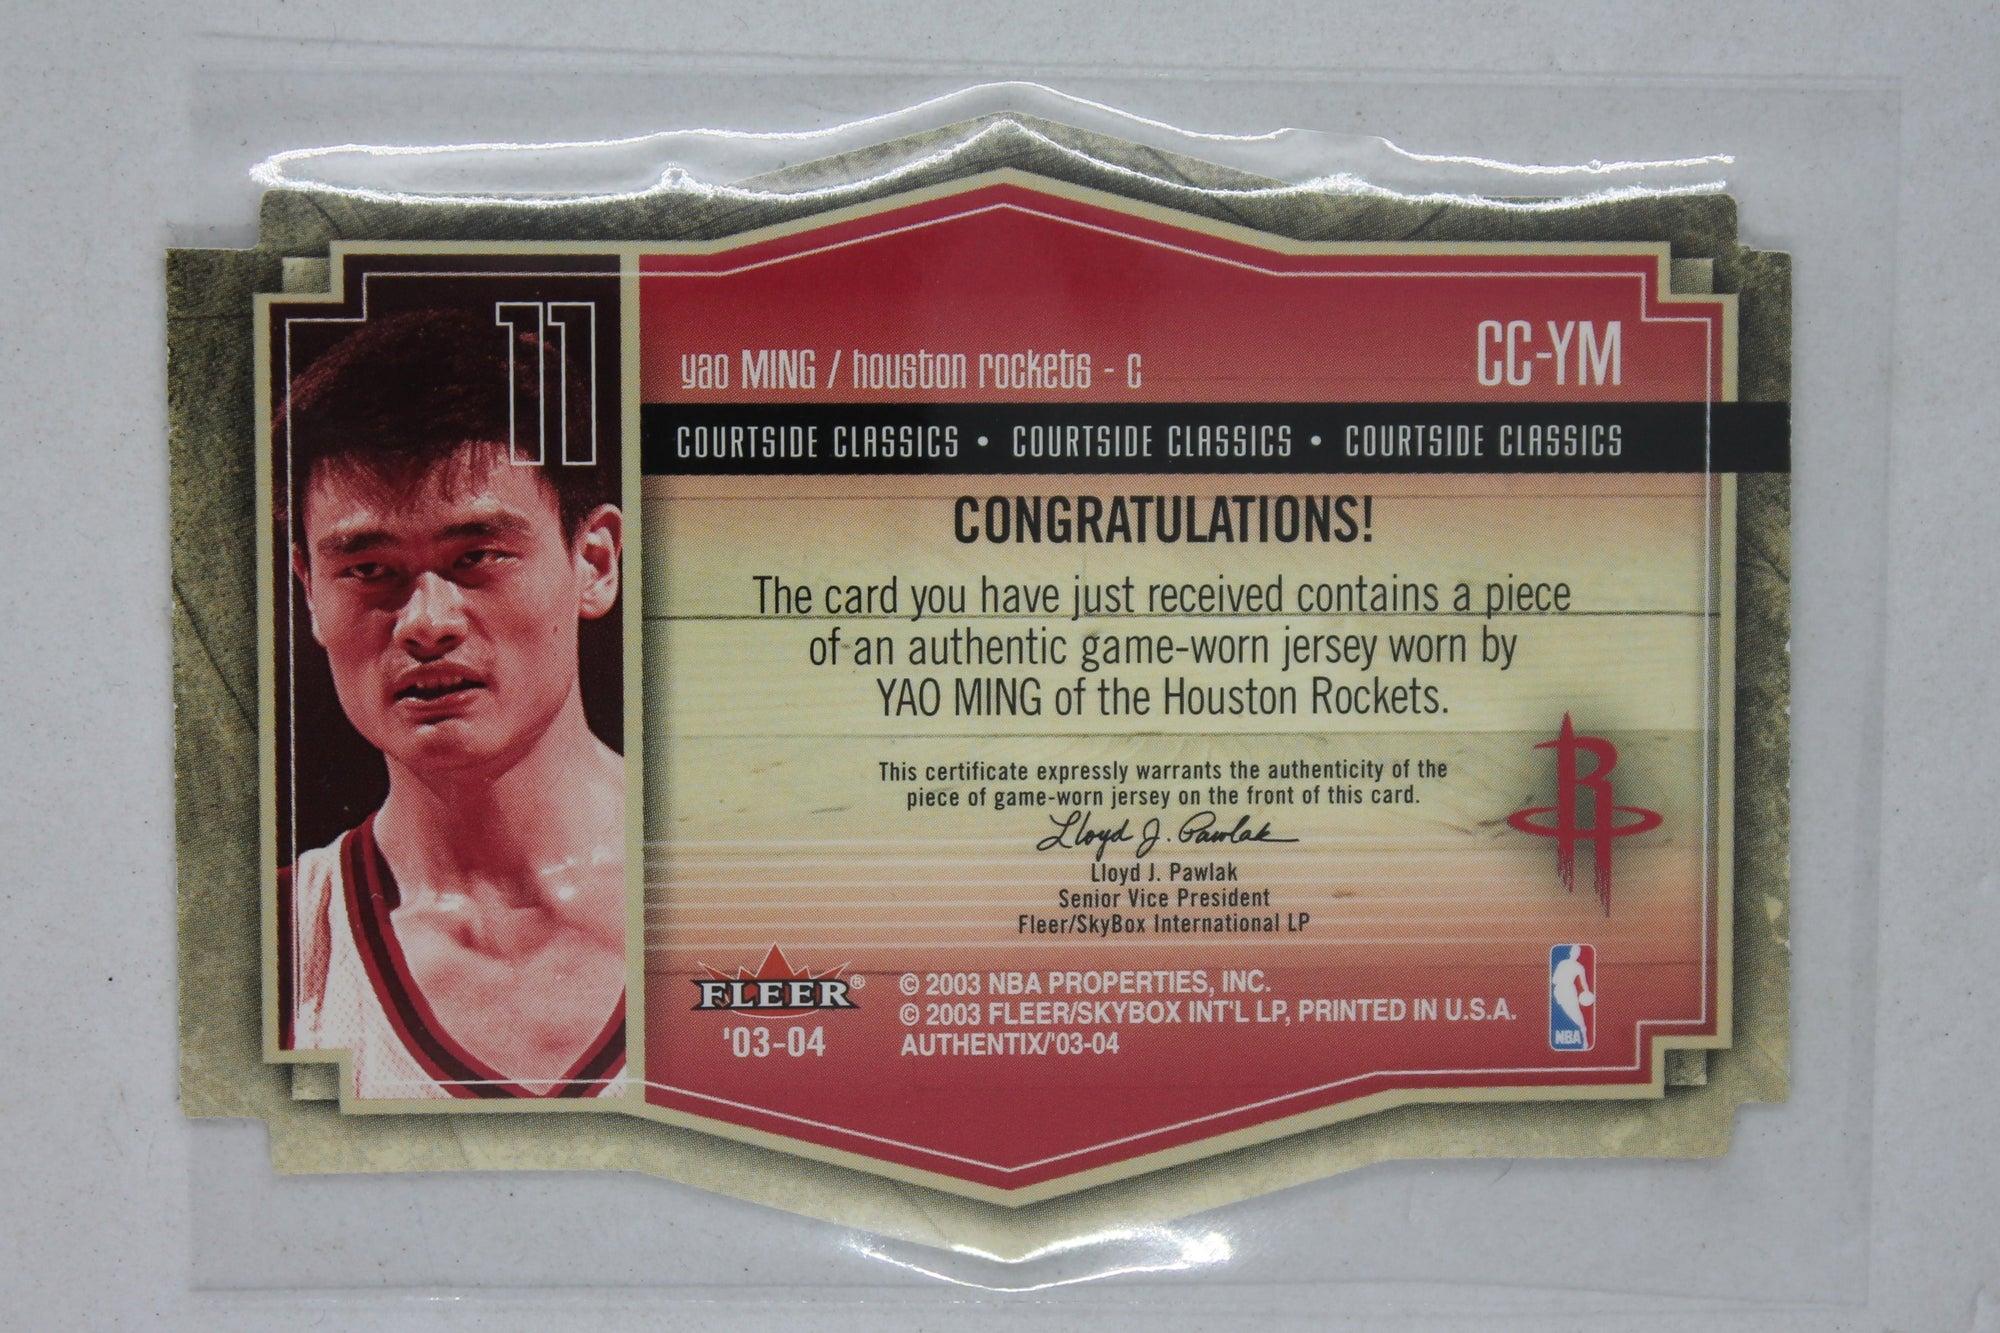 11
yao MING / houston rockets - C
CC-YM
COURTSIDE CLASSICS • COURTSIDE CLASSICS • COURTSIDE CLASSICS
CONGRATULATIONS!
The card you have just received contains a piece
of an authentic game-worn jersey worn by
YAO MING of the Houston Rockets.
This certificate expressly warrants the authenticity of the
piece of game-worn jersey on the front of this card.
Lloyd J. Pawlak
Lloyd J. Pawlak
Senior Vice President
Fleer/SkyBox International LP
R
FLEER®
'03-04
© 2003 NBA PROPERTIES, INC.
© 2003 FLEER/SKYBOX INT'L LP, PRINTED IN U.S.A.
AUTHENTIX/'03-04
NBA